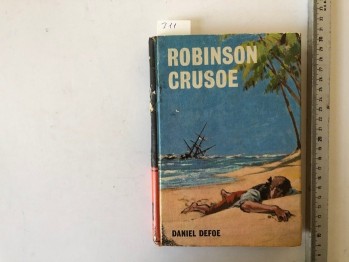 711
ROBINSON
CRUSOE
DANIEL DEFOE